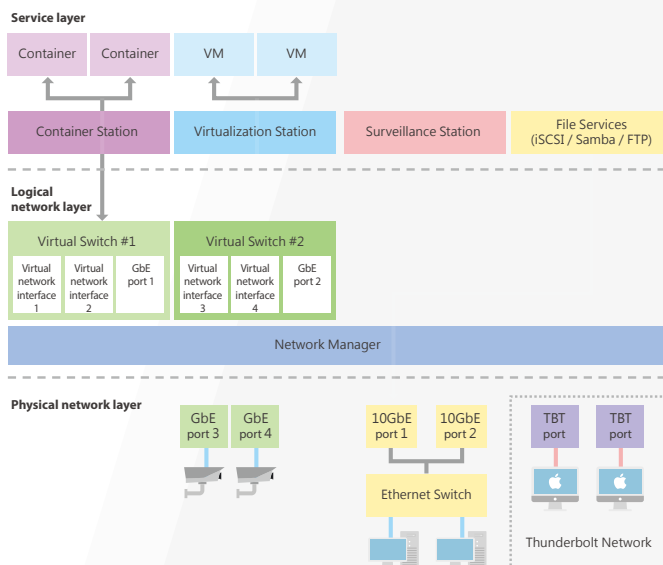 Service layer
Container
Container
VM
VM
Container Station
Virtualization Station
Surveillance Station
File Services
(iSCSI / Samba / FTP)
Logical
network layer
Virtual Switch #1
Virtual
network
interface
1
Virtual
network
interface
2
GbE
port 1
Virtual Switch #2
Virtual
network
interface
3
Virtual
network
interface
4
GbE
port 2
Network Manager
Physical network layer
GbE
port 3
GbE
port 4
10GbE
port 1
10GbE
port 2
Ethernet Switch
TBT
port
TBT
port
Thunderbolt Network